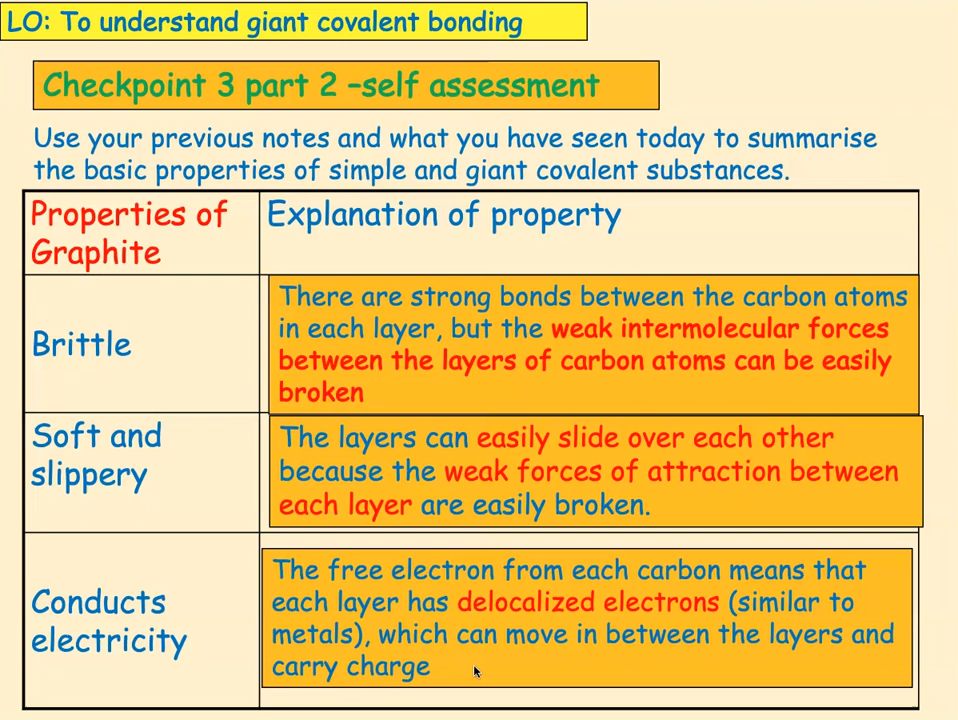 LO: To understand giant covalent bonding
Checkpoint 3 part 2 –self assessment
Use your previous notes and what you have seen today to summarise
the basic properties of simple and giant covalent substances.
Properties of
Graphite
Explanation of property
Brittle
There are strong bonds between the carbon atoms
in each layer, but the weak intermolecular forces
between the layers of carbon atoms can be easily
broken
Soft and
slippery
The layers can easily slide over each other
because the weak forces of attraction between
each layer are easily broken.
Conducts
electricity
The free electron from each carbon means that
each layer has delocalized electrons (similar to
metals), which can move in between the layers and
carry charge